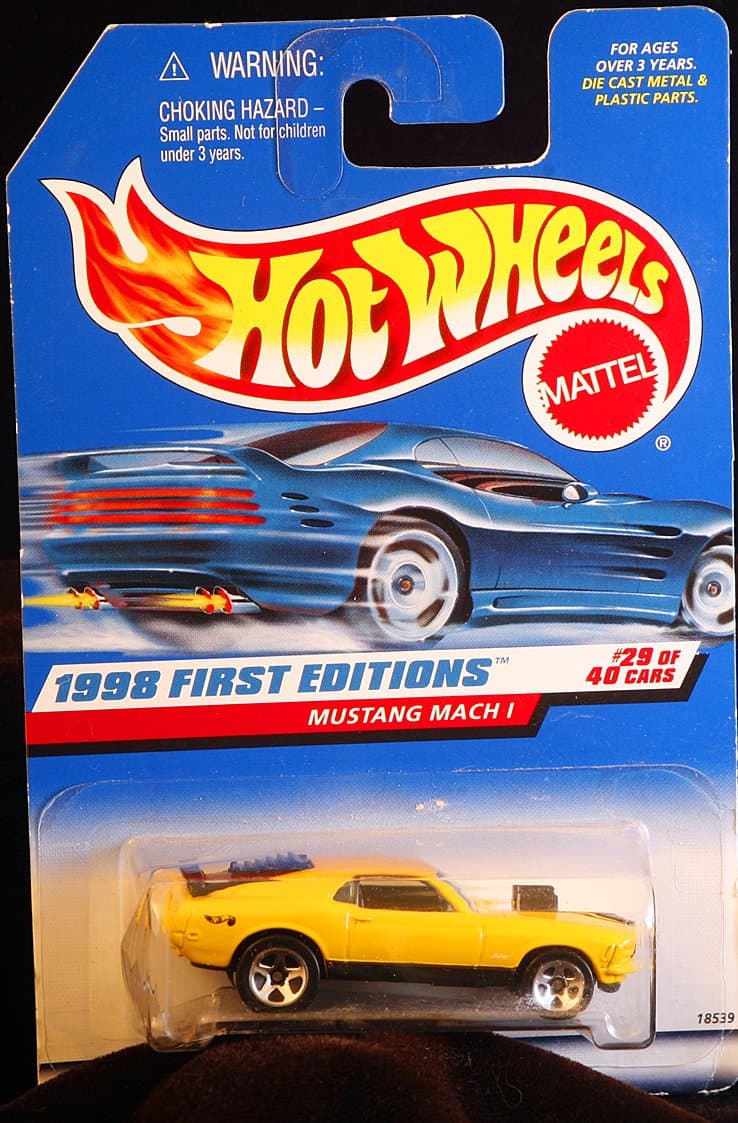 WARNING:
CHOKING HAZARD –
Small parts. Not for children
under 3 years.
FOR AGES
OVER 3 YEARS.
DIE CAST METAL &
PLASTIC PARTS.
HOT WHEELS
MATTEL
®
1998 FIRST EDITIONS™
#29 OF
40 CARS
MUSTANG MACH I
18539